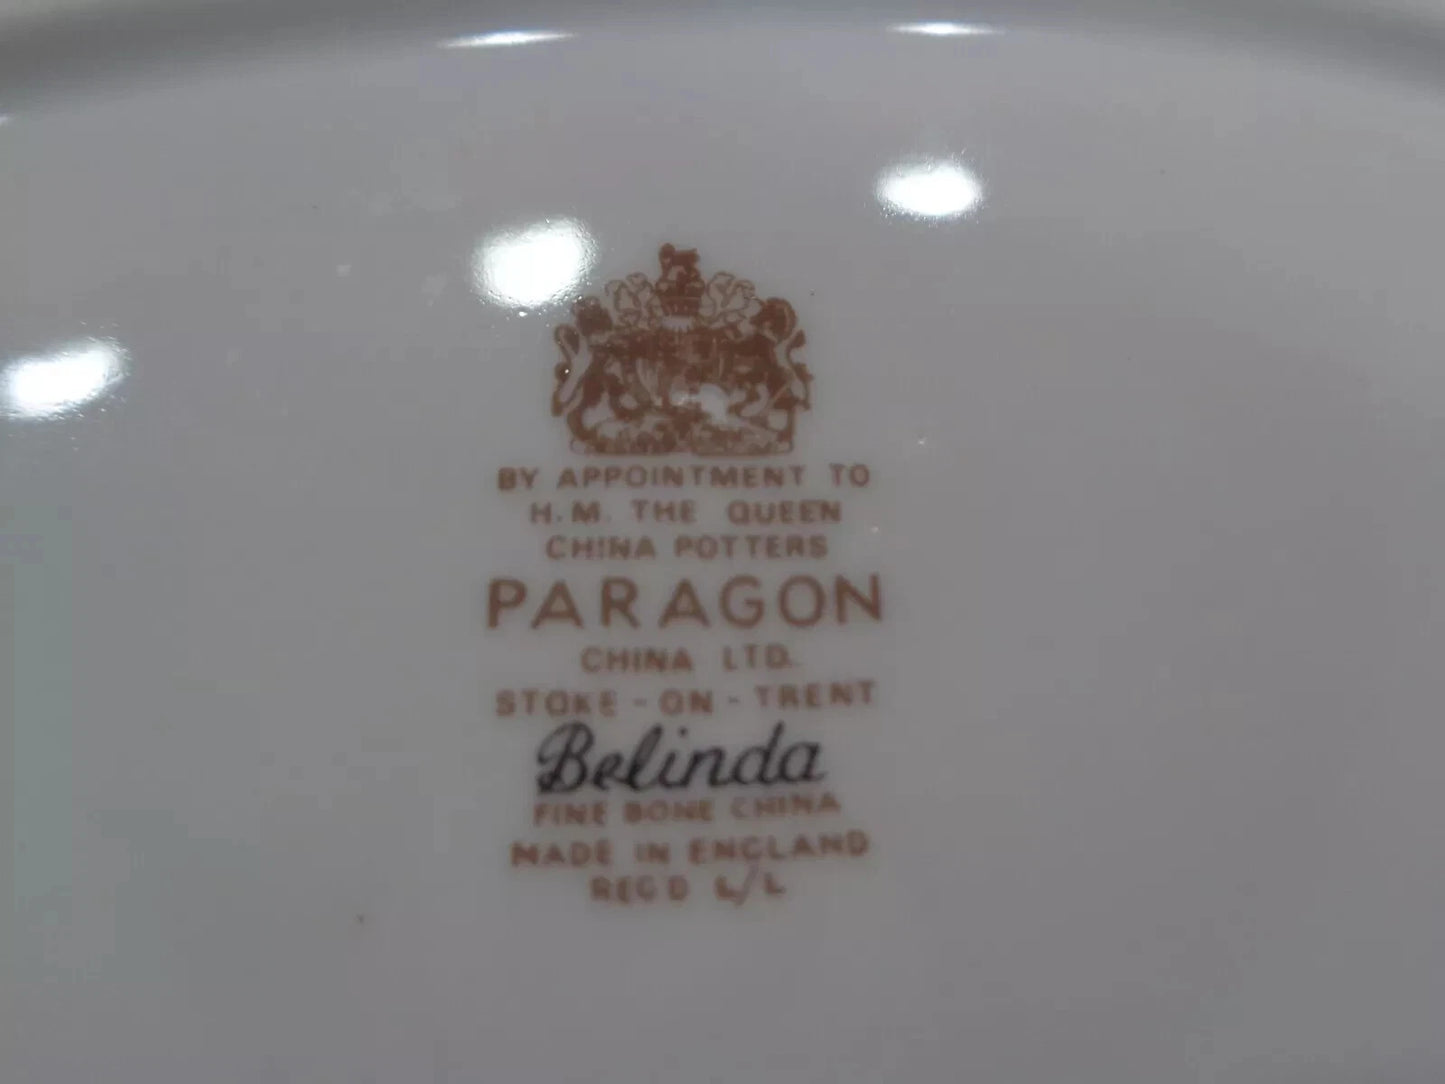 BY APPOINTMENT TO
H.M. THE QUEEN
CHINA POTTERS
PARAGON
CHINA LTD.
STOKE-ON-TRENT
Belinda
FINE BONE CHINA
MADE IN ENGLAND
REG'D L/L